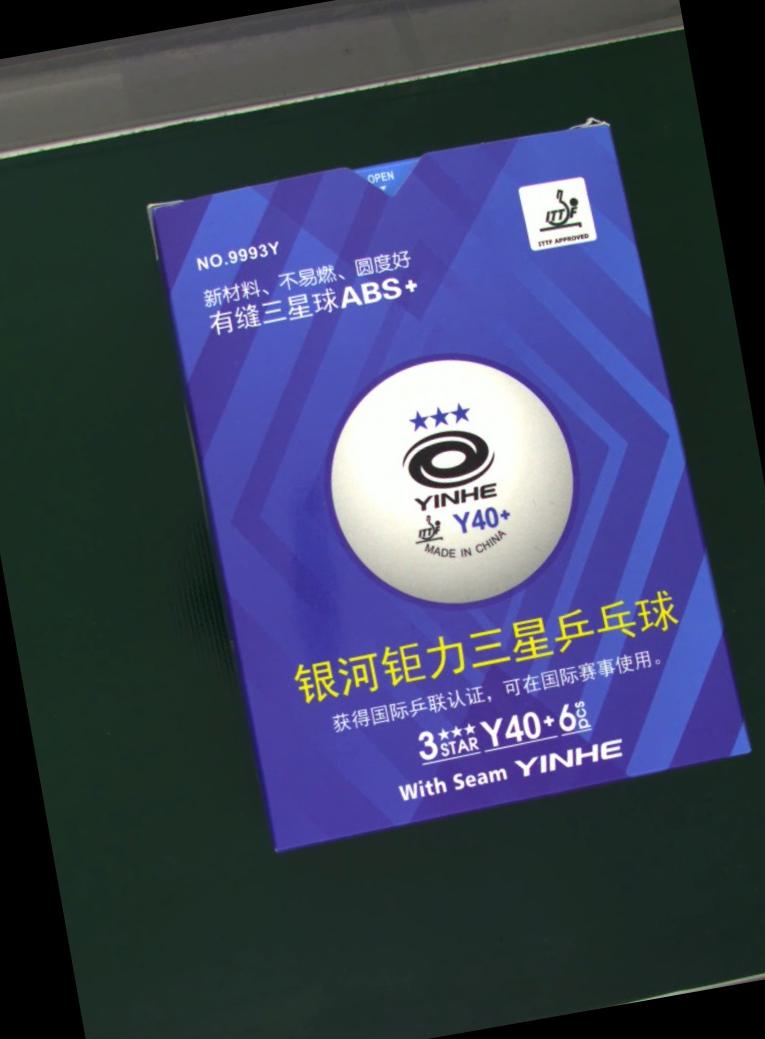 OPEN
ITTF
ITTF APPROVED
NO.9993Y
新材料、不易燃、圆度好
有缝三星球ABS+
YINHE
ITTF Y40+
MADE IN CHINA
银河钜力三星乒乓球
获得国际乒联认证，可在国际赛事使用。
3 STAR Y40+ 6 PCS
With Seam YINHE